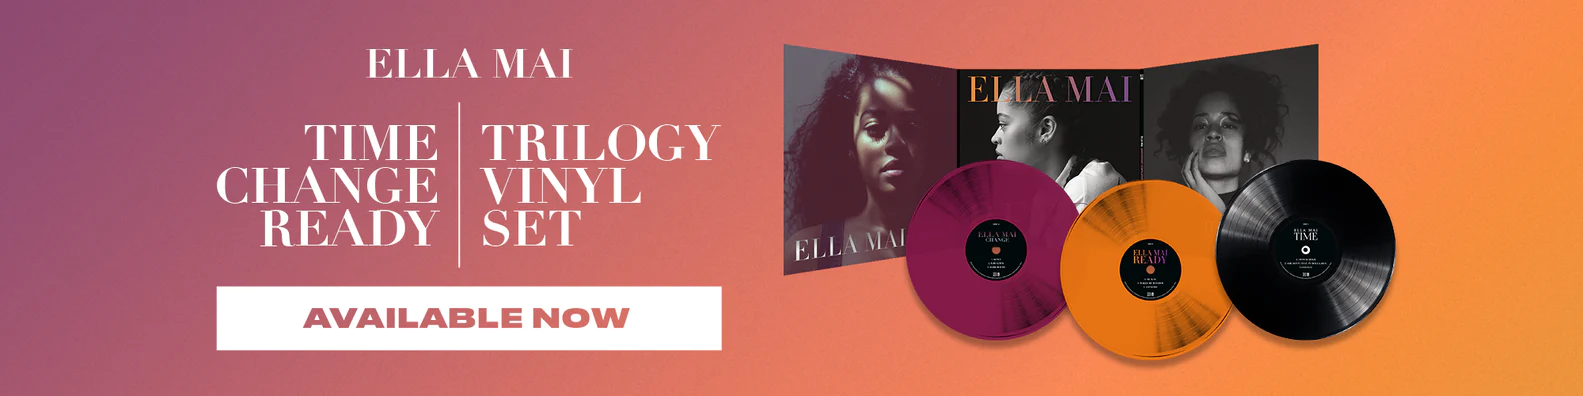 ELLA MAI
TIME
CHANGE
READY
TRILOGY
VINYL
SET
AVAILABLE NOW
ELLA MAI
ELLA MAI
ELLA MAI
CHANGE
ELLA MAI
READY
ELLA MAI
TIME